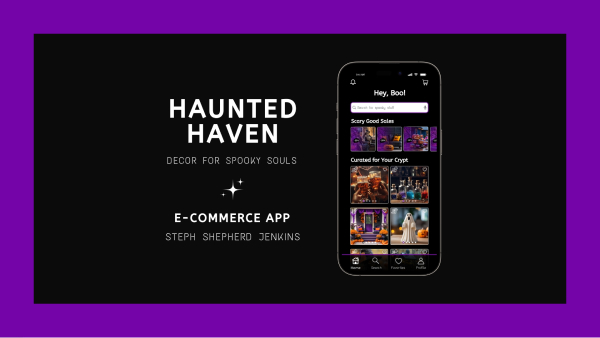 HAUNTED
HAVEN
DECOR FOR SPOOKY SOULS
E-COMMERCE APP
STEPH SHEPHERD JENKINS
Hey, Boo!
Search for spooky stuff
Scary Good Sales
Curated for Your Crypt
Home Search Favorites Profile